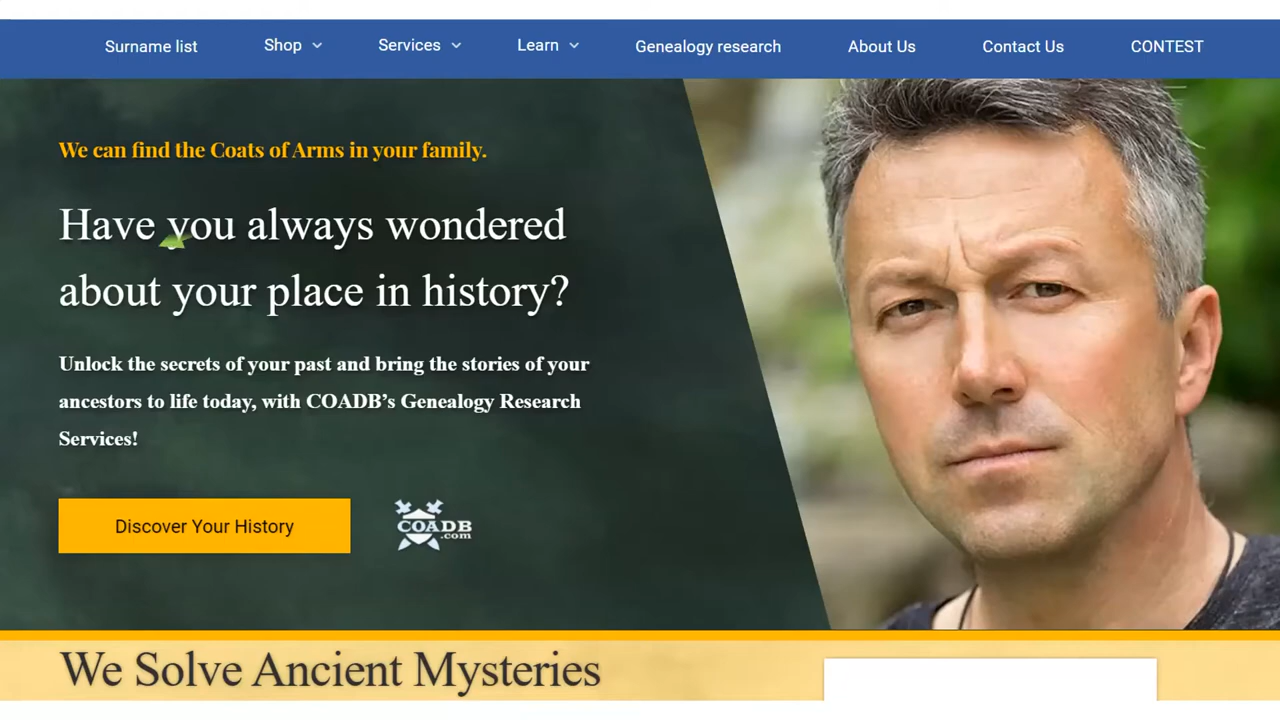 Surname list Shop Services Learn Genealogy research About Us Contact Us CONTEST
We can find the Coats of Arms in your family.
Have you always wondered
about your place in history?
Unlock the secrets of your past and bring the stories of your
ancestors to life today, with COADB’s Genealogy Research
Services!
Discover Your History
COADB
.com
We Solve Ancient Mysteries